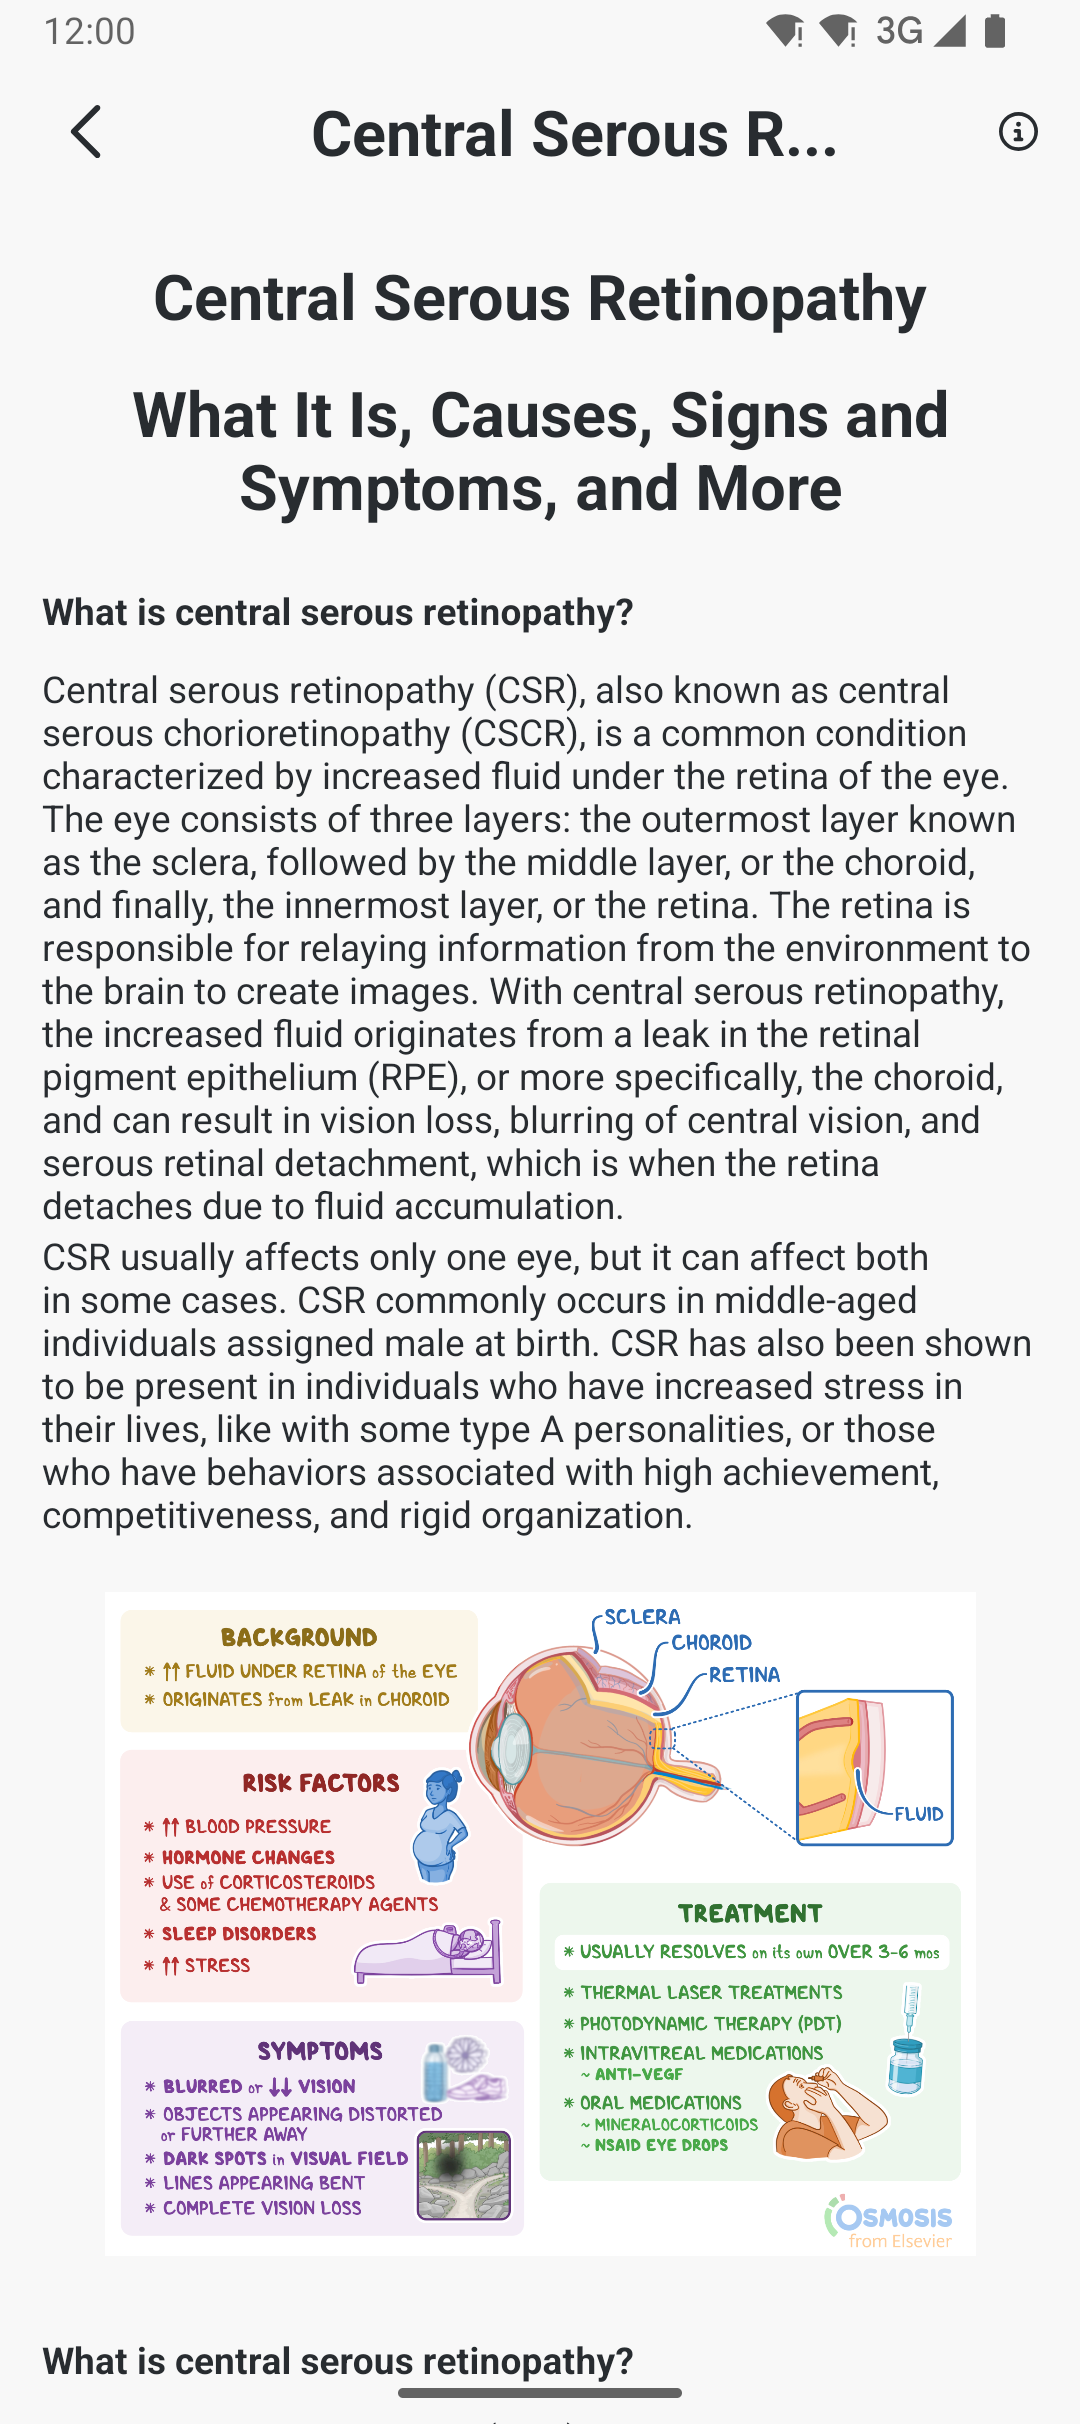 12:00
3G
Central Serous R...
Central Serous Retinopathy
What It Is, Causes, Signs and
Symptoms, and More
What is central serous retinopathy?
Central serous retinopathy (CSR), also known as central
serous chorioretinopathy (CSCR), is a common condition
characterized by increased fluid under the retina of the eye.
The eye consists of three layers: the outermost layer known
as the sclera, followed by the middle layer, or the choroid,
and finally, the innermost layer, or the retina. The retina is
responsible for relaying information from the environment to
the brain to create images. With central serous retinopathy,
the increased fluid originates from a leak in the retinal
pigment epithelium (RPE), or more specifically, the choroid,
and can result in vision loss, blurring of central vision, and
serous retinal detachment, which is when the retina
detaches due to fluid accumulation.
CSR usually affects only one eye, but it can affect both
in some cases. CSR commonly occurs in middle-aged
individuals assigned male at birth. CSR has also been shown
to be present in individuals who have increased stress in
their lives, like with some type A personalities, or those
who have behaviors associated with high achievement,
competitiveness, and rigid organization.
BACKGROUND
* ↑↑ FLUID UNDER RETINA of the EYE
* ORIGINATES from LEAK in CHOROID
SCLERA
CHOROID
RETINA
FLUID
RISK FACTORS
* ↑↑ BLOOD PRESSURE
* HORMONE CHANGES
* USE of CORTICOSTEROIDS
& SOME CHEMOTHERAPY AGENTS
* SLEEP DISORDERS
* ↑↑ STRESS
SYMPTOMS
* BLURRED or ↓↓ VISION
* OBJECTS APPEARING DISTORTED
or FURTHER AWAY
* DARK SPOTS in VISUAL FIELD
* LINES APPEARING BENT
* COMPLETE VISION LOSS
TREATMENT
* USUALLY RESOLVES on its own OVER 3-6 mos
* THERMAL LASER TREATMENTS
* PHOTODYNAMIC THERAPY (PDT)
* INTRAVITREAL MEDICATIONS
~ ANTI-VEGF
* ORAL MEDICATIONS
~ MINERALOCORTICOIDS
~ NSAID EYE DROPS
OSMOSIS
from Elsevier
What is central serous retinopathy?